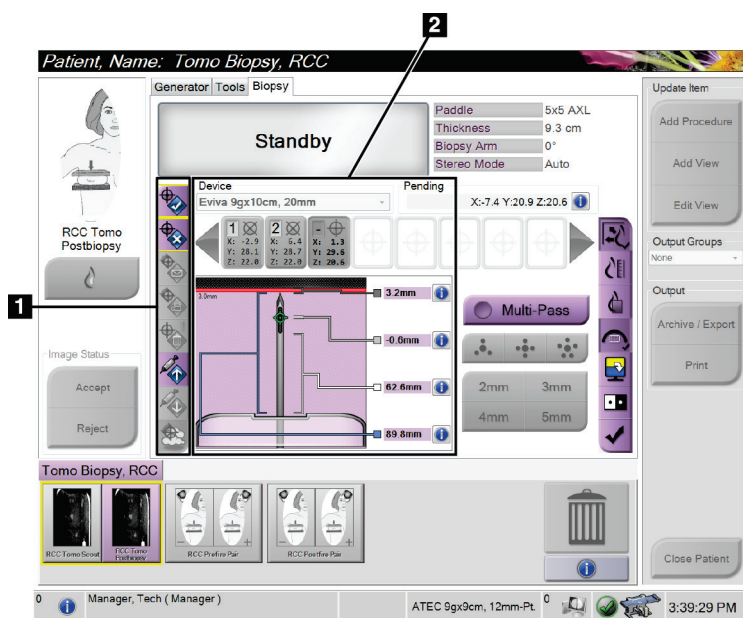 2
Patient, Name: Tomo Biopsy, RCC
Generator Tools Biopsy
Update Item
Standby
Paddle 5x5 AXL
Thickness 9.3 cm
Biopsy Arm 0°
Stereo Mode Auto
Add Procedure
Add View
Edit View
Device
Pending
Eviva 9gx10cm, 20mm
X:-7.4 Y:20.9 Z:20.6
RCC Tomo
Postbiopsy
1
X: -2.9
Y: 28.1
Z: 22.0
2
X: 6.4
Y: 28.7
Z: 22.0
-
X: 1.3
Y: 29.6
Z: 20.6
Output Groups
None
Output
1
3.0mm
3.2mm
-0.6mm
62.6mm
89.8mm
Multi-Pass
2mm 3mm
4mm 5mm
Archive / Export
Print
Image Status
Accept
Reject
Tomo Biopsy, RCC
RCC Tomo Scout
RCC Tomo
Postbiopsy
RCC Prefire Pair
RCC Postfire Pair
Close Patient
0
Manager, Tech ( Manager )
ATEC 9gx9cm, 12mm-Pt.
0
3:39:29 PM